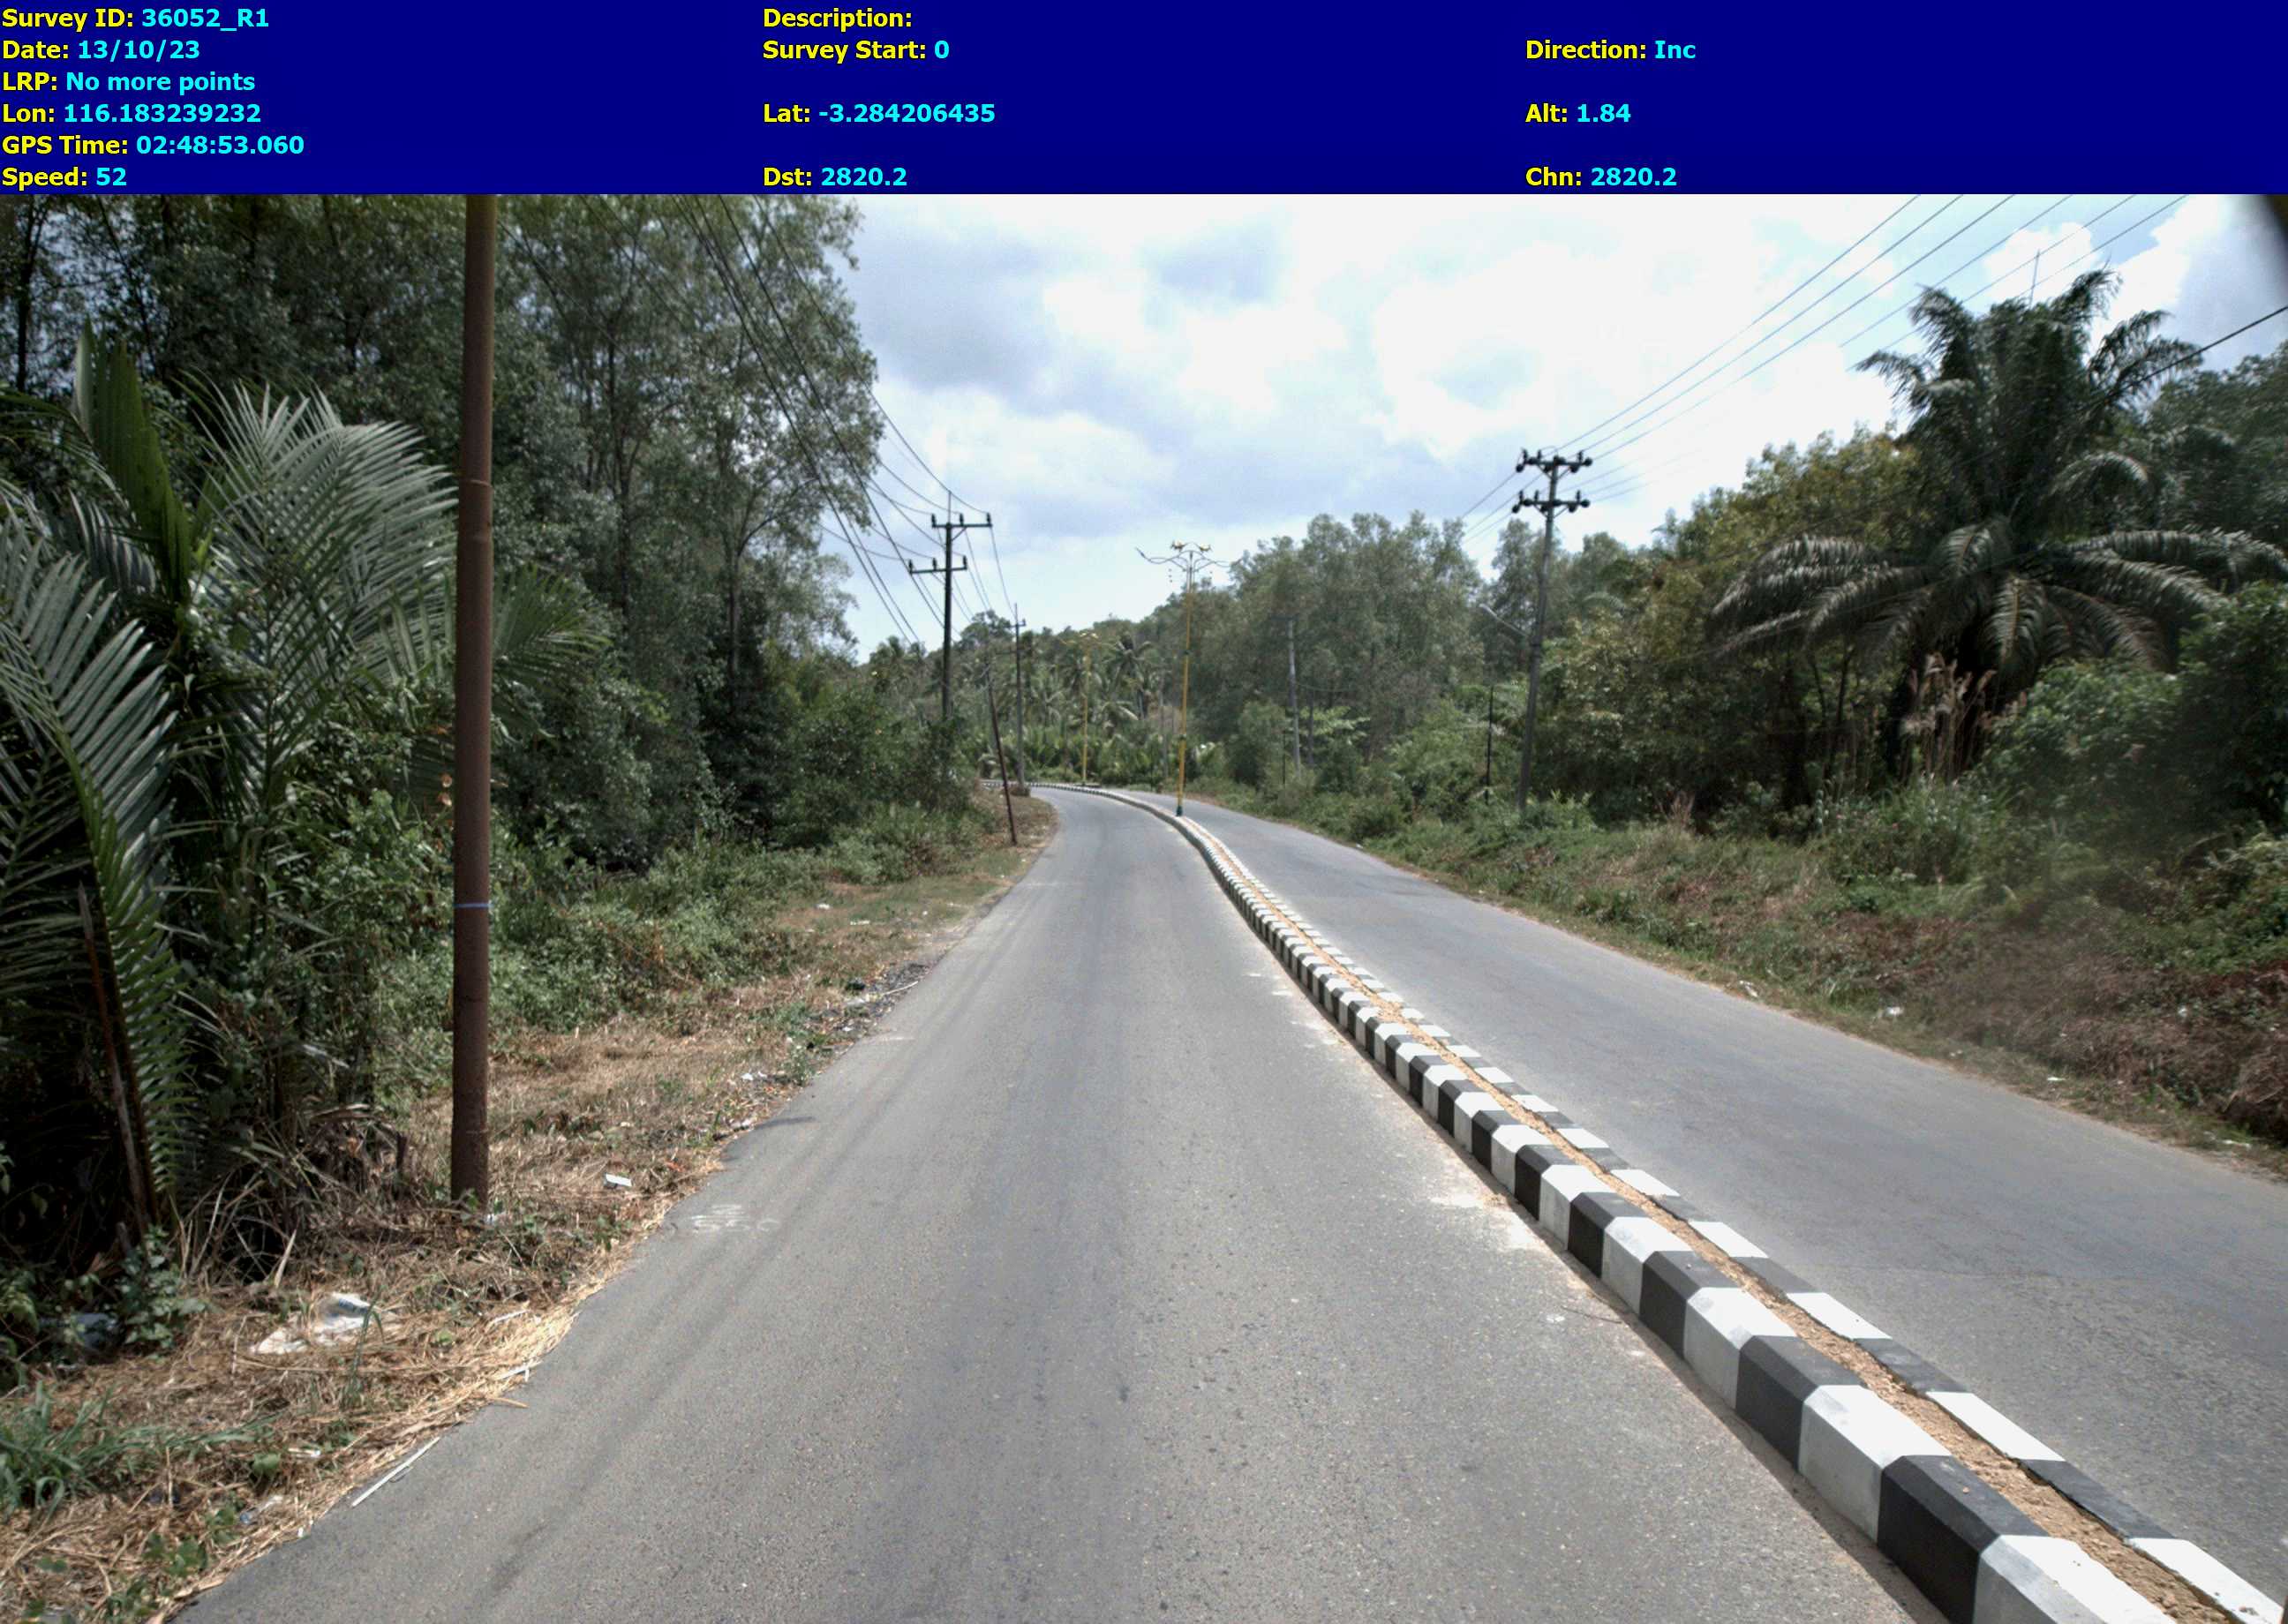 Survey ID: 36052_R1
Description:
Date: 13/10/23
Survey Start: 0
Direction: Inc
LRP: No more points
Lon: 116.183239232
Lat: -3.284206435
Alt: 1.84
GPS Time: 02:48:53.060
Speed: 52
Dst: 2820.2
Chn: 2820.2